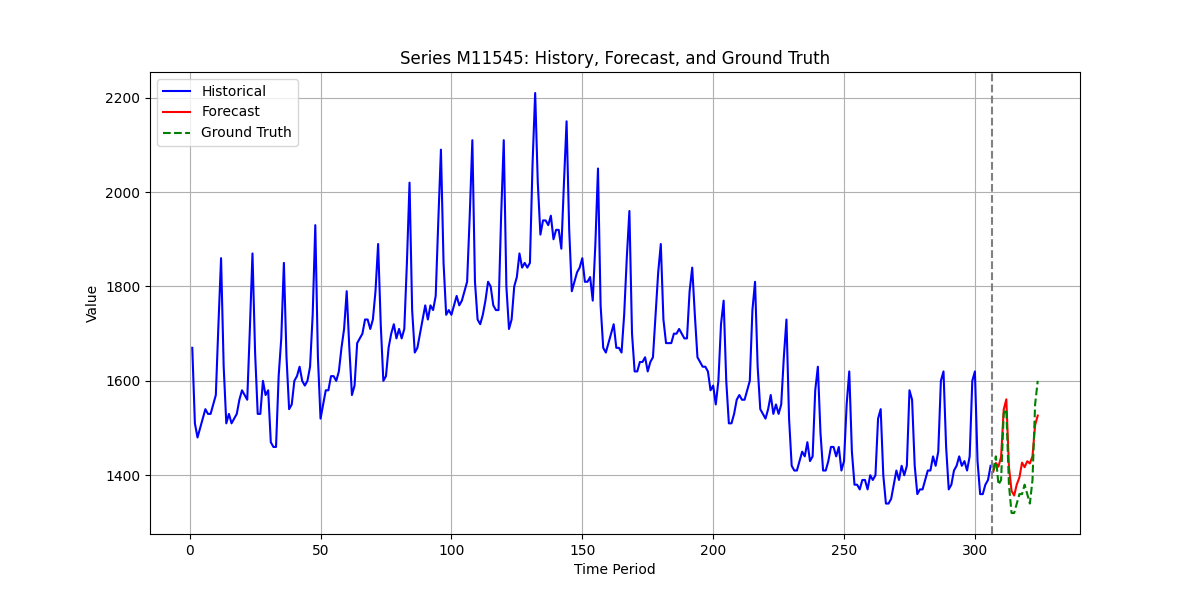 Series M11545: History, Forecast, and Ground Truth
Historical
Forecast
Ground Truth
Value
2200
2000
1800
1600
1400
0 50 100 150 200 250 300
Time Period